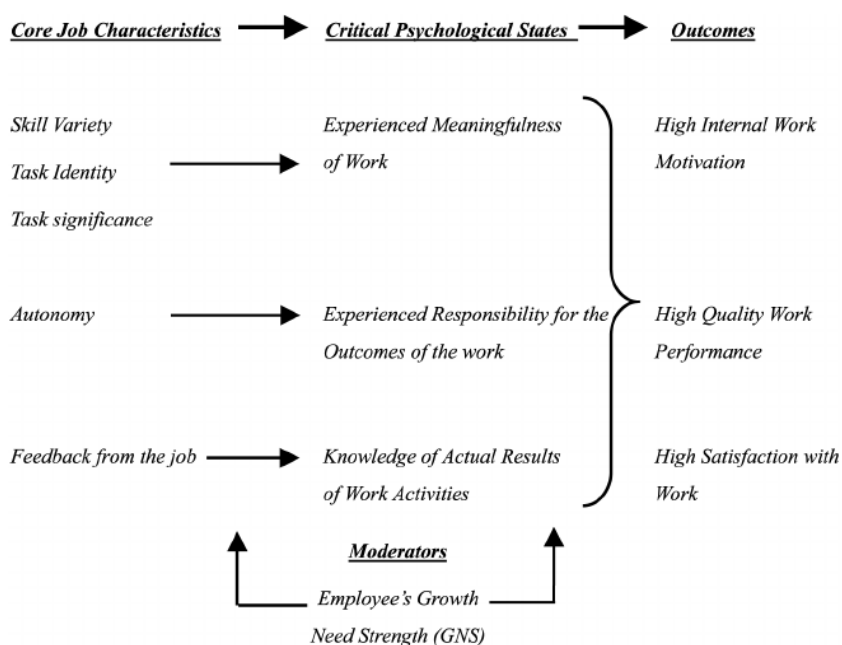 Core Job Characteristics Critical Psychological States Outcomes
Skill Variety
Task Identity
Task significance
Experienced Meaningfulness
of Work
High Internal Work
Motivation
Autonomy
Experienced Responsibility for the
Outcomes of the work
High Quality Work
Performance
Feedback from the job
Knowledge of Actual Results
of Work Activities
High Satisfaction with
Work
Moderators
Employee’s Growth
Need Strength (GNS)